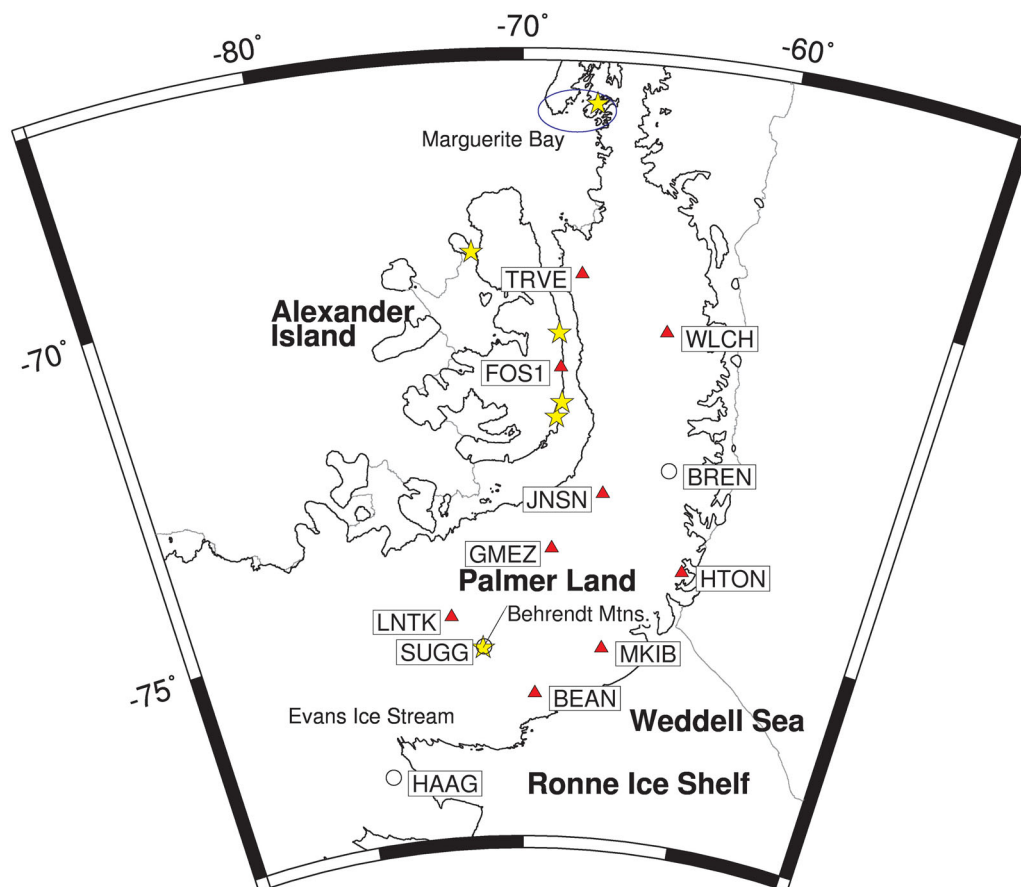 -80°
-70°
-60°
Marguerite Bay
TRVE
Alexander
Island
WLCH
-70°
FOS1
BREN
JNSN
GMEZ
HTON
Palmer Land
Behrendt Mtns.
LNTK
SUGG
MKIB
-75°
BEAN
Evans Ice Stream
Weddell Sea
HAAG
Ronne Ice Shelf